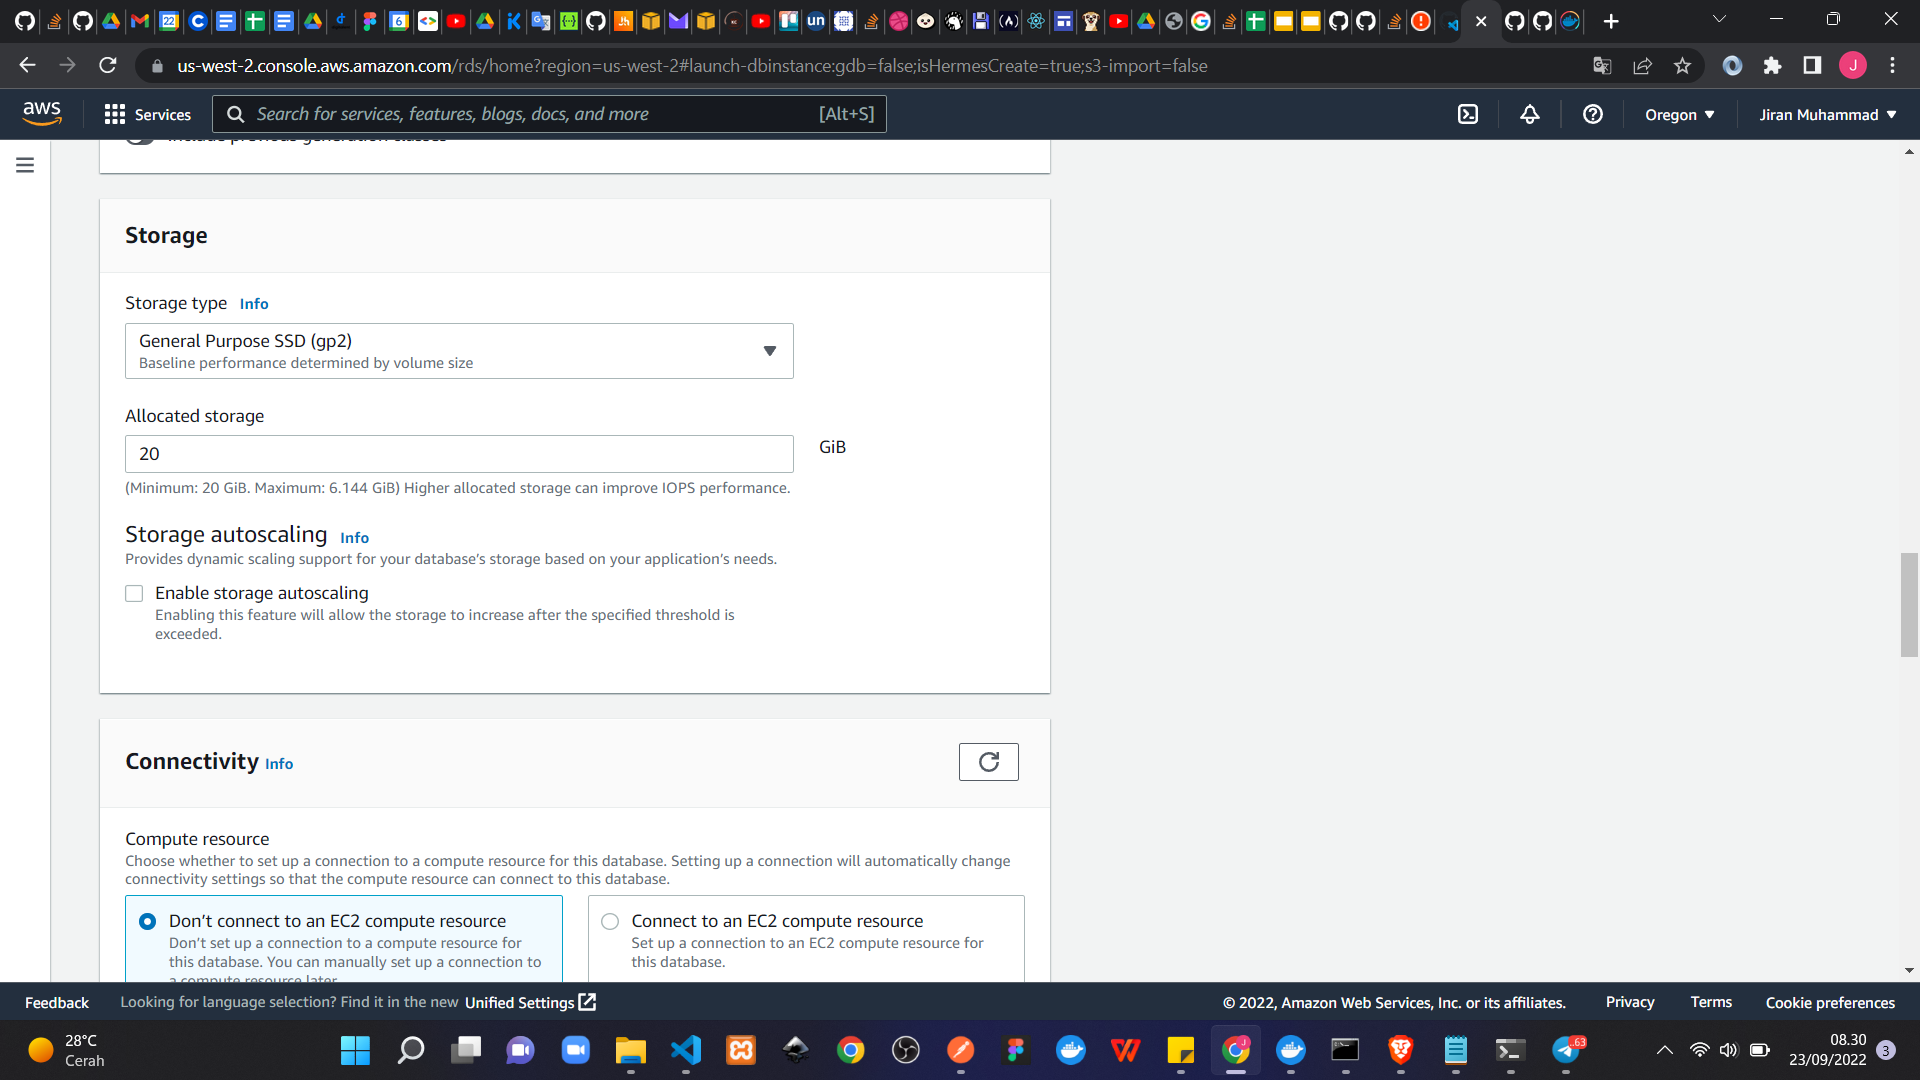 us-west-2.console.aws.amazon.com/rds/home?region=us-west-2#launch-dbinstance:gdb=false;isHermesCreate=true;s3-import=false
aws
Services
Search for services, features, blogs, docs, and more
[Alt+S]
Oregon
Jiran Muhammad
Include previous generation classes
Storage
Storage type Info
General Purpose SSD (gp2)
Baseline performance determined by volume size
Allocated storage
20
GiB
(Minimum: 20 GiB. Maximum: 6.144 GiB) Higher allocated storage can improve IOPS performance.
Storage autoscaling Info
Provides dynamic scaling support for your database's storage based on your application's needs.
Enable storage autoscaling
Enabling this feature will allow the storage to increase after the specified threshold is
exceeded.
Connectivity Info
Compute resource
Choose whether to set up a connection to a compute resource for this database. Setting up a connection will automatically change
connectivity settings so that the compute resource can connect to this database.
Don't connect to an EC2 compute resource
Don't set up a connection to a compute resource for
this database. You can manually set up a connection to
a compute resource later.
Connect to an EC2 compute resource
Set up a connection to an EC2 compute resource for
this database.
Feedback
Looking for language selection? Find it in the new Unified Settings
© 2022, Amazon Web Services, Inc. or its affiliates.
Privacy
Terms
Cookie preferences
28°C
Cerah
08.30
23/09/2022
3